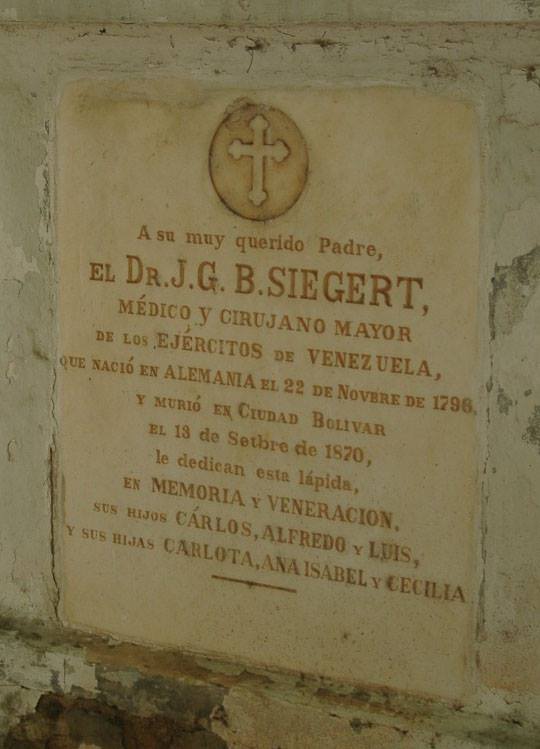 A su muy querido Padre,
EL DR. J. G. B. SIEGERT,
MÉDICO Y CIRUJANO MAYOR
DE LOS EJÉRCITOS DE VENEZUELA,
QUE NACIÓ EN ALEMANIA EL 22 DE NOVBRE DE 1796,
Y MURIÓ EN CIUDAD BOLIVAR
EL 13 de Setbre de 1870,
le dedican esta lápida,
EN MEMORIA Y VENERACION,
SUS HIJOS CÁRLOS, ALFREDO Y LUIS,
Y SUS HIJAS CARLOTA, ANA ISABEL Y CECILIA